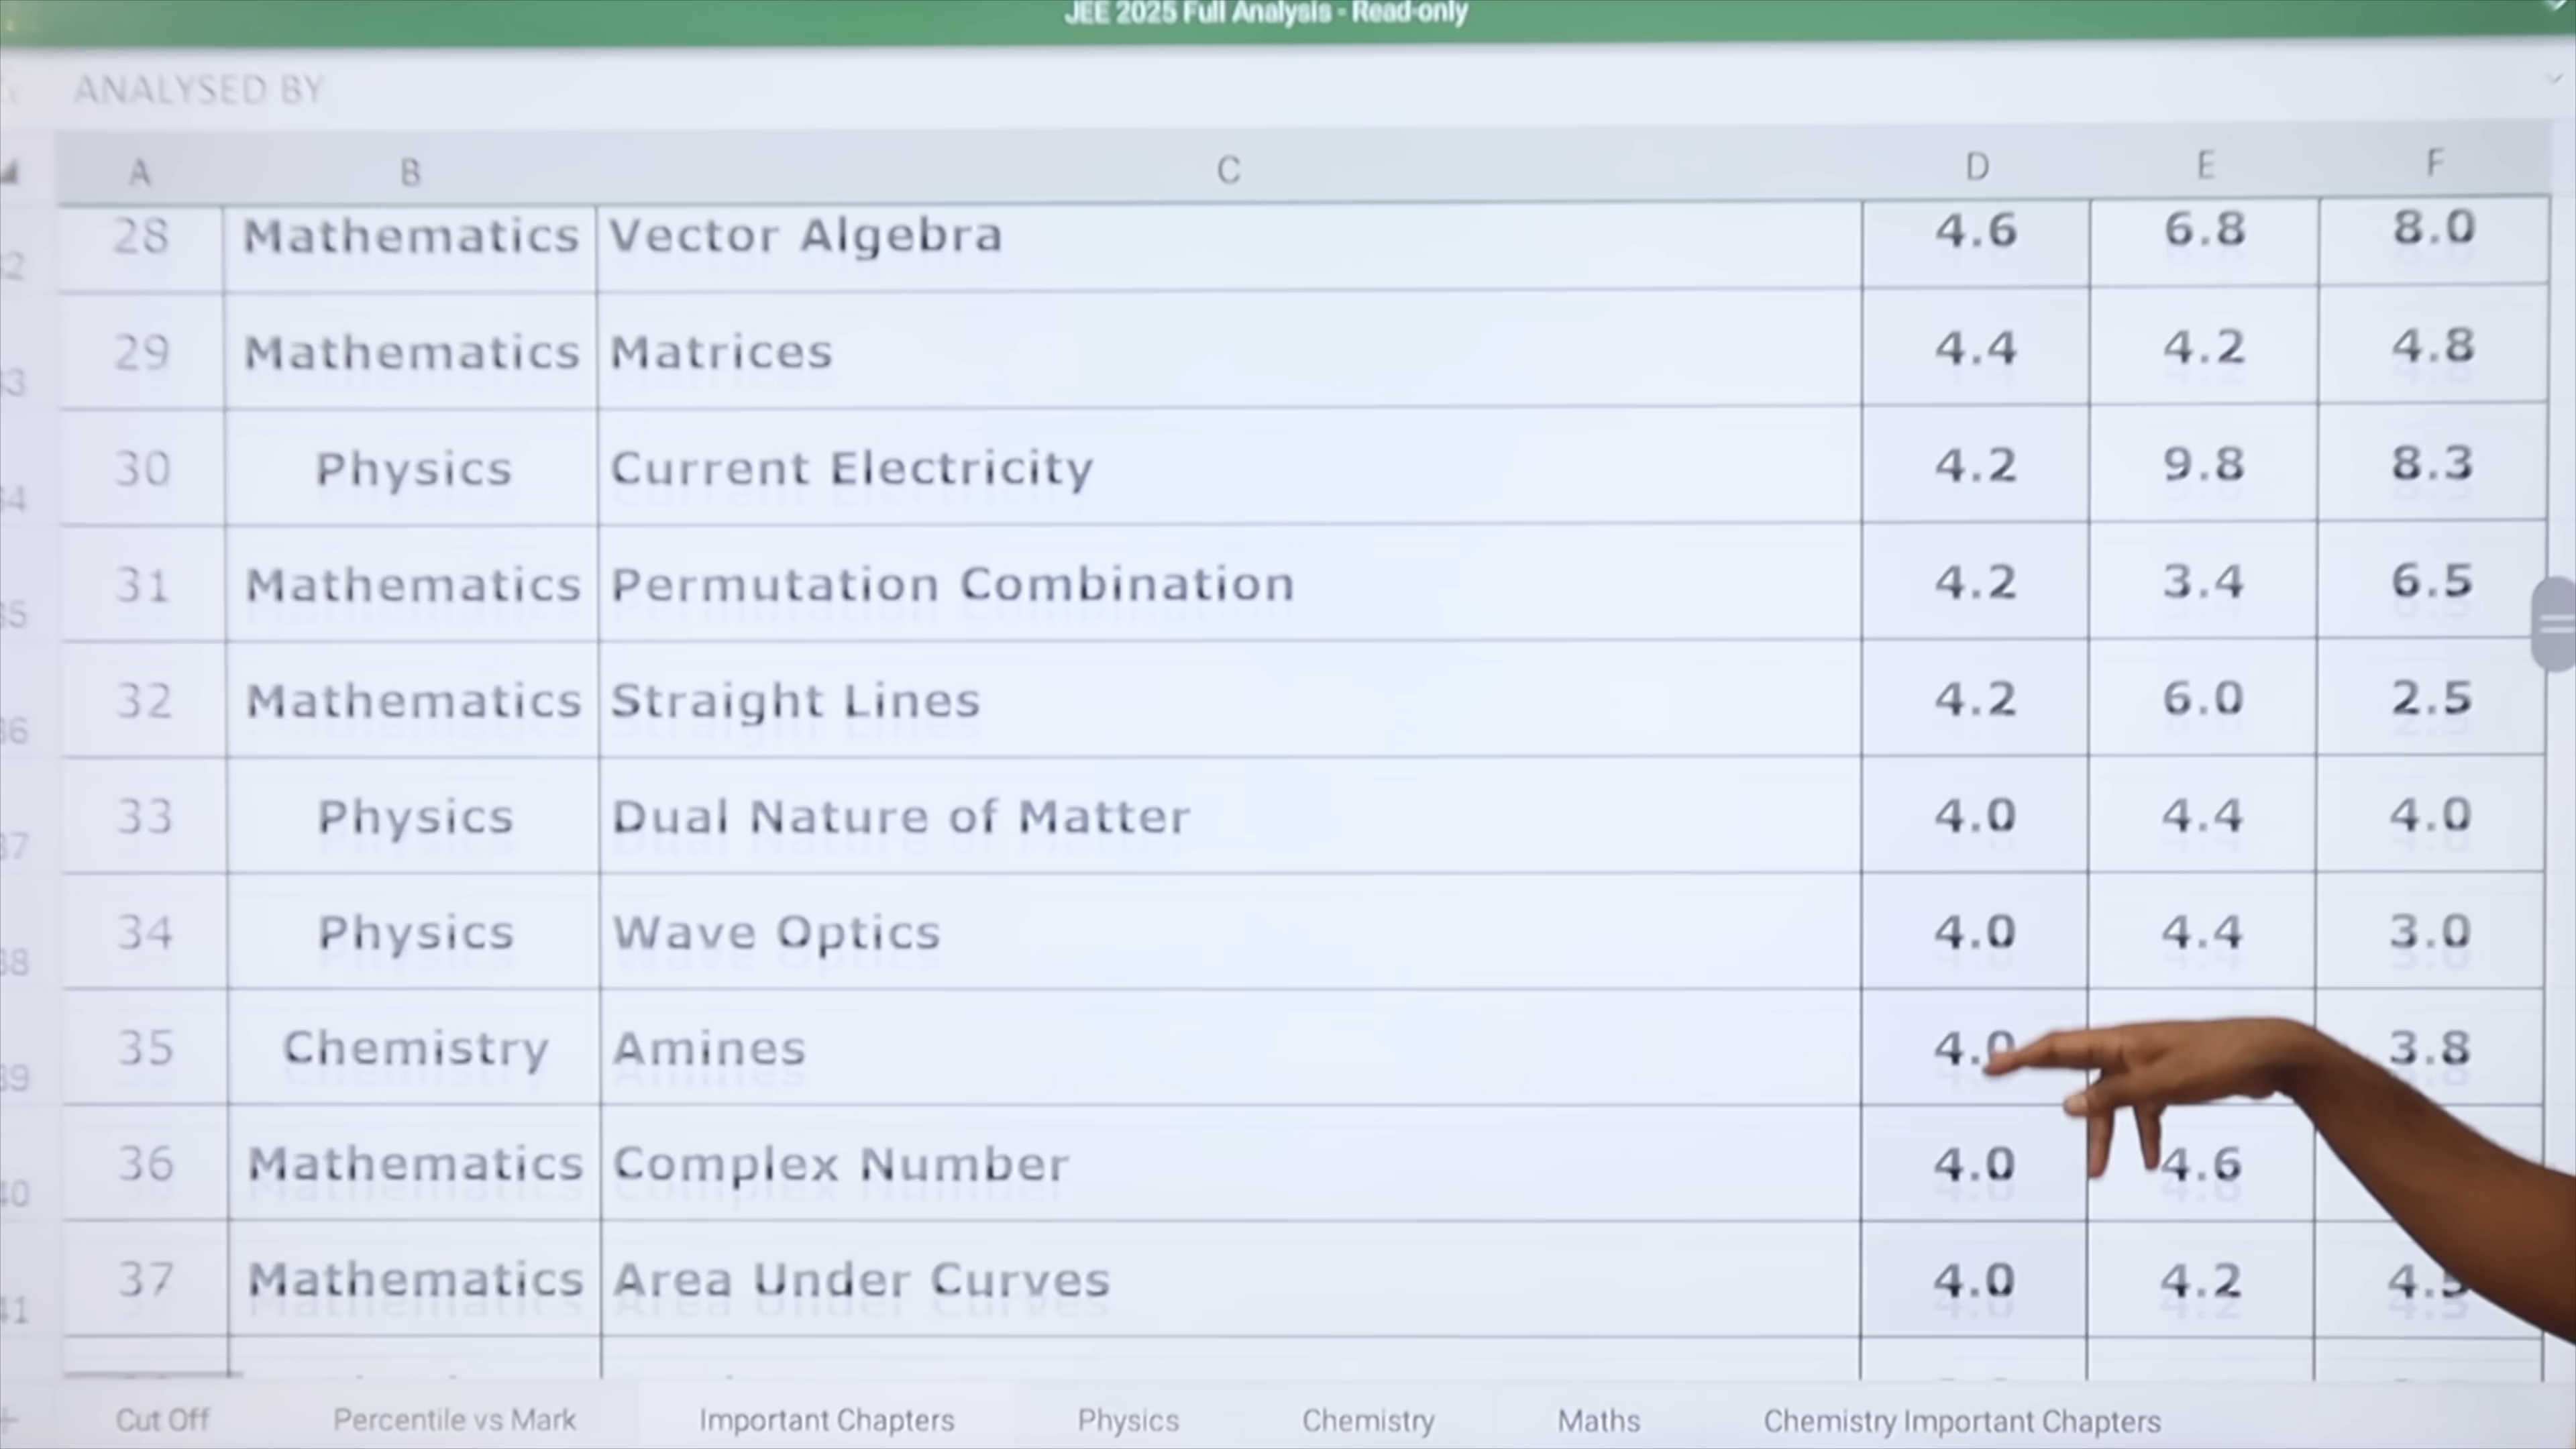 JEE 2025 Full Analysis - Read-only
ANALYSED BY
A B C D E F
28 Mathematics Vector Algebra 4.6 6.8 8.0
29 Mathematics Matrices 4.4 4.2 4.8
30 Physics Current Electricity 4.2 9.8 8.3
31 Mathematics Permutation Combination 4.2 3.4 6.5
32 Mathematics Straight Lines 4.2 6.0 2.5
33 Physics Dual Nature of Matter 4.0 4.4 4.0
34 Physics Wave Optics 4.0 4.4 3.0
35 Chemistry Amines 4.0 3.8
36 Mathematics Complex Number 4.0 4.6
37 Mathematics Area Under Curves 4.0 4.2 4.5
Cut Off Percentile vs Mark Important Chapters Physics Chemistry Maths Chemistry Important Chapters